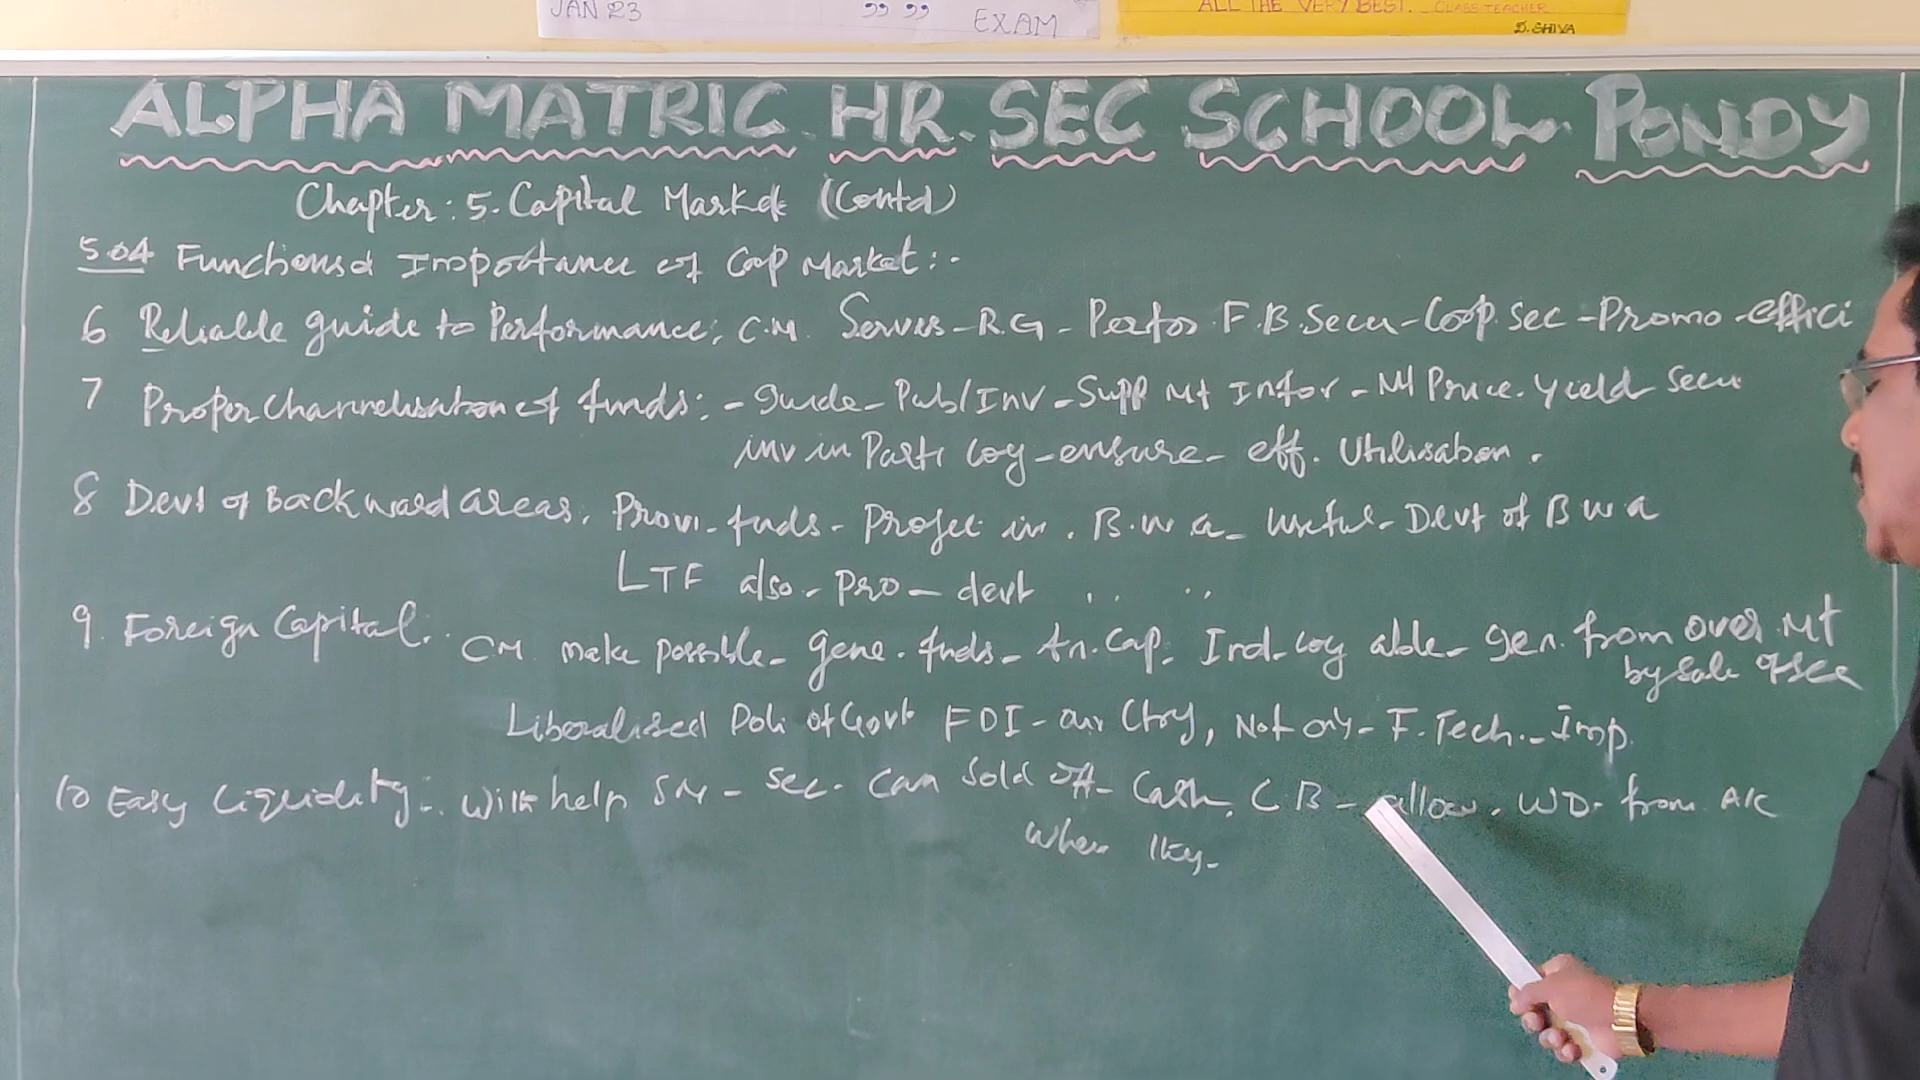 JAN 23 " " EXAM
ALL THE VERY BEST. _ CLASS TEACHER
D. SHIVA
ALPHA MATRIC. HR. SEC SCHOOL. PONDY
Chapter: 5. Capital Market (Contd)
5.04 Functions & Importance of Cap Market:-
6 Reliable guide to Performance; C.M. Serves - R.G - Perfor F.B. Secu - Corp. Sec - Promo - effici
7 Proper channelisation of funds: - guide - Pub/Inv - Supp Mt Infor - Mt Price. Yield Secu
inv in Parti Coy - ensure - eff. Utilisation.
8 Devt of Backward areas. Provi. funds - Project in. B.W a - useful - Devt of B W a
LTF also - Pro - devt " "
9. Foreign Capital. CM make possible - gene. funds - fn. Cap. Ind. Coy able - gen. from over Mt
by sale of sec
Liberalised Poli of Govt FDI - our Ctry, Not only - F. Tech. - Imp.
10 Easy Liquidity:. With help SM - Sec. Can Sold off - Cash. C B - allow. WD. from A/c
When